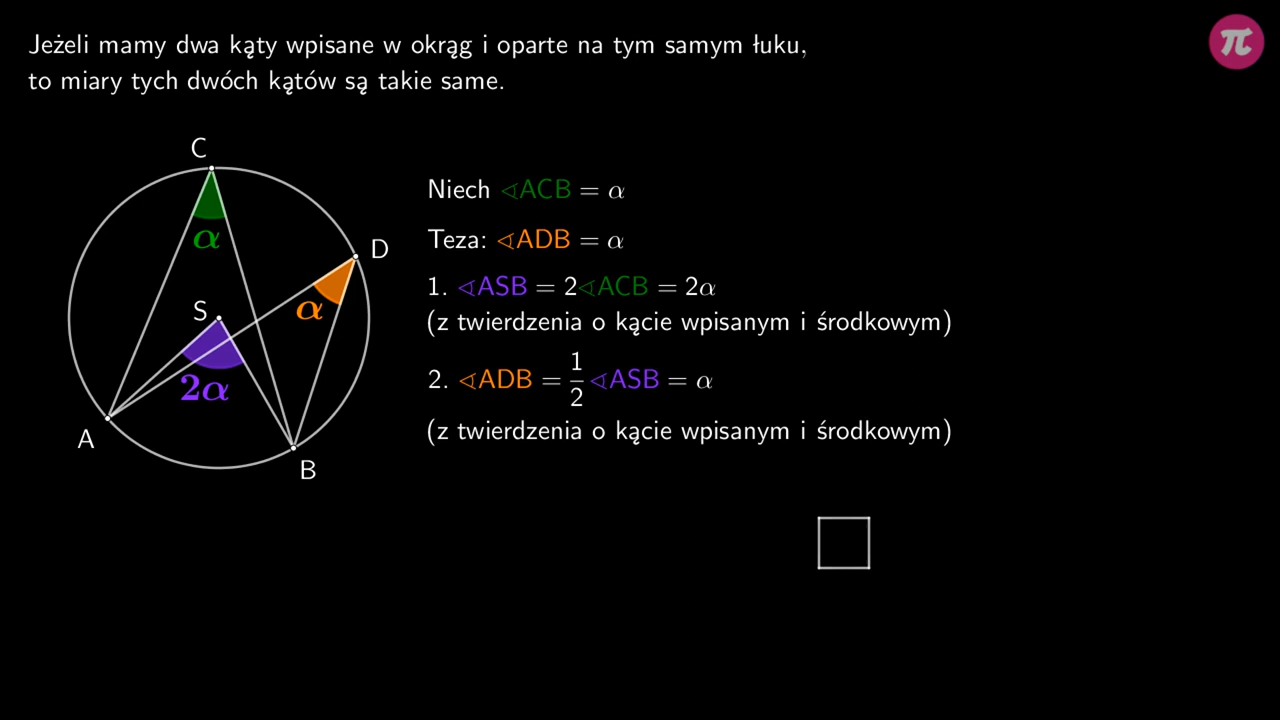 Jeżeli mamy dwa kąty wpisane w okrąg i oparte na tym samym łuku,
to miary tych dwóch kątów są takie same.
π
C
α
D
S
α
2α
A
B
Niech ∢ACB = α
Teza: ∢ADB = α
1. ∢ASB = 2∢ACB = 2α
(z twierdzenia o kącie wpisanym i środkowym)
2. ∢ADB = 1/2 ∢ASB = α
(z twierdzenia o kącie wpisanym i środkowym)